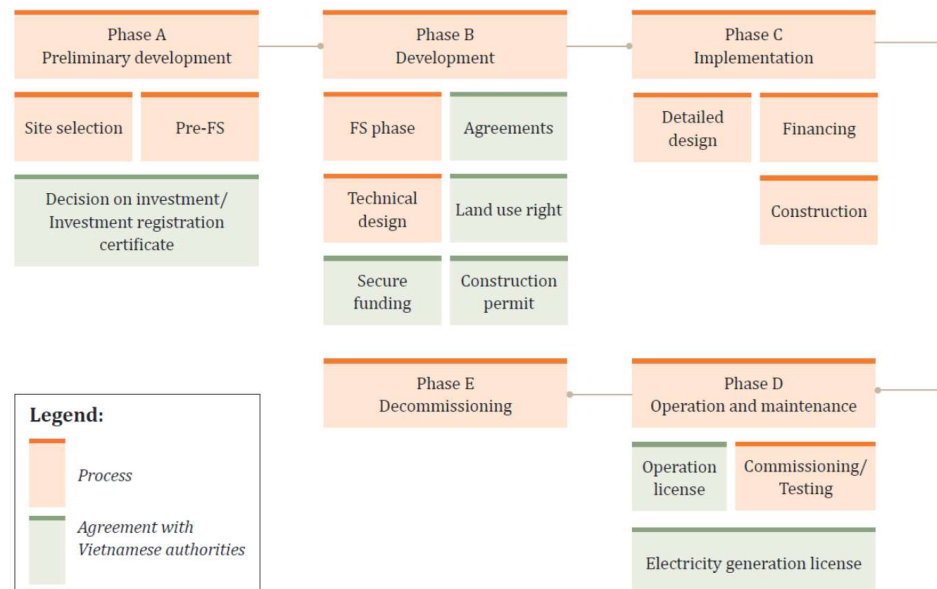 Phase A
Preliminary development
Phase B
Development
Phase C
Implementation
Site selection
Pre-FS
Decision on investment/
Investment registration
certificate
FS phase
Agreements
Technical
design
Land use right
Secure
funding
Construction
permit
Detailed
design
Financing
Construction
Phase E
Decommissioning
Phase D
Operation and maintenance
Operation
license
Commissioning/
Testing
Electricity generation license
Legend:
Process
Agreement with
Vietnamese authorities